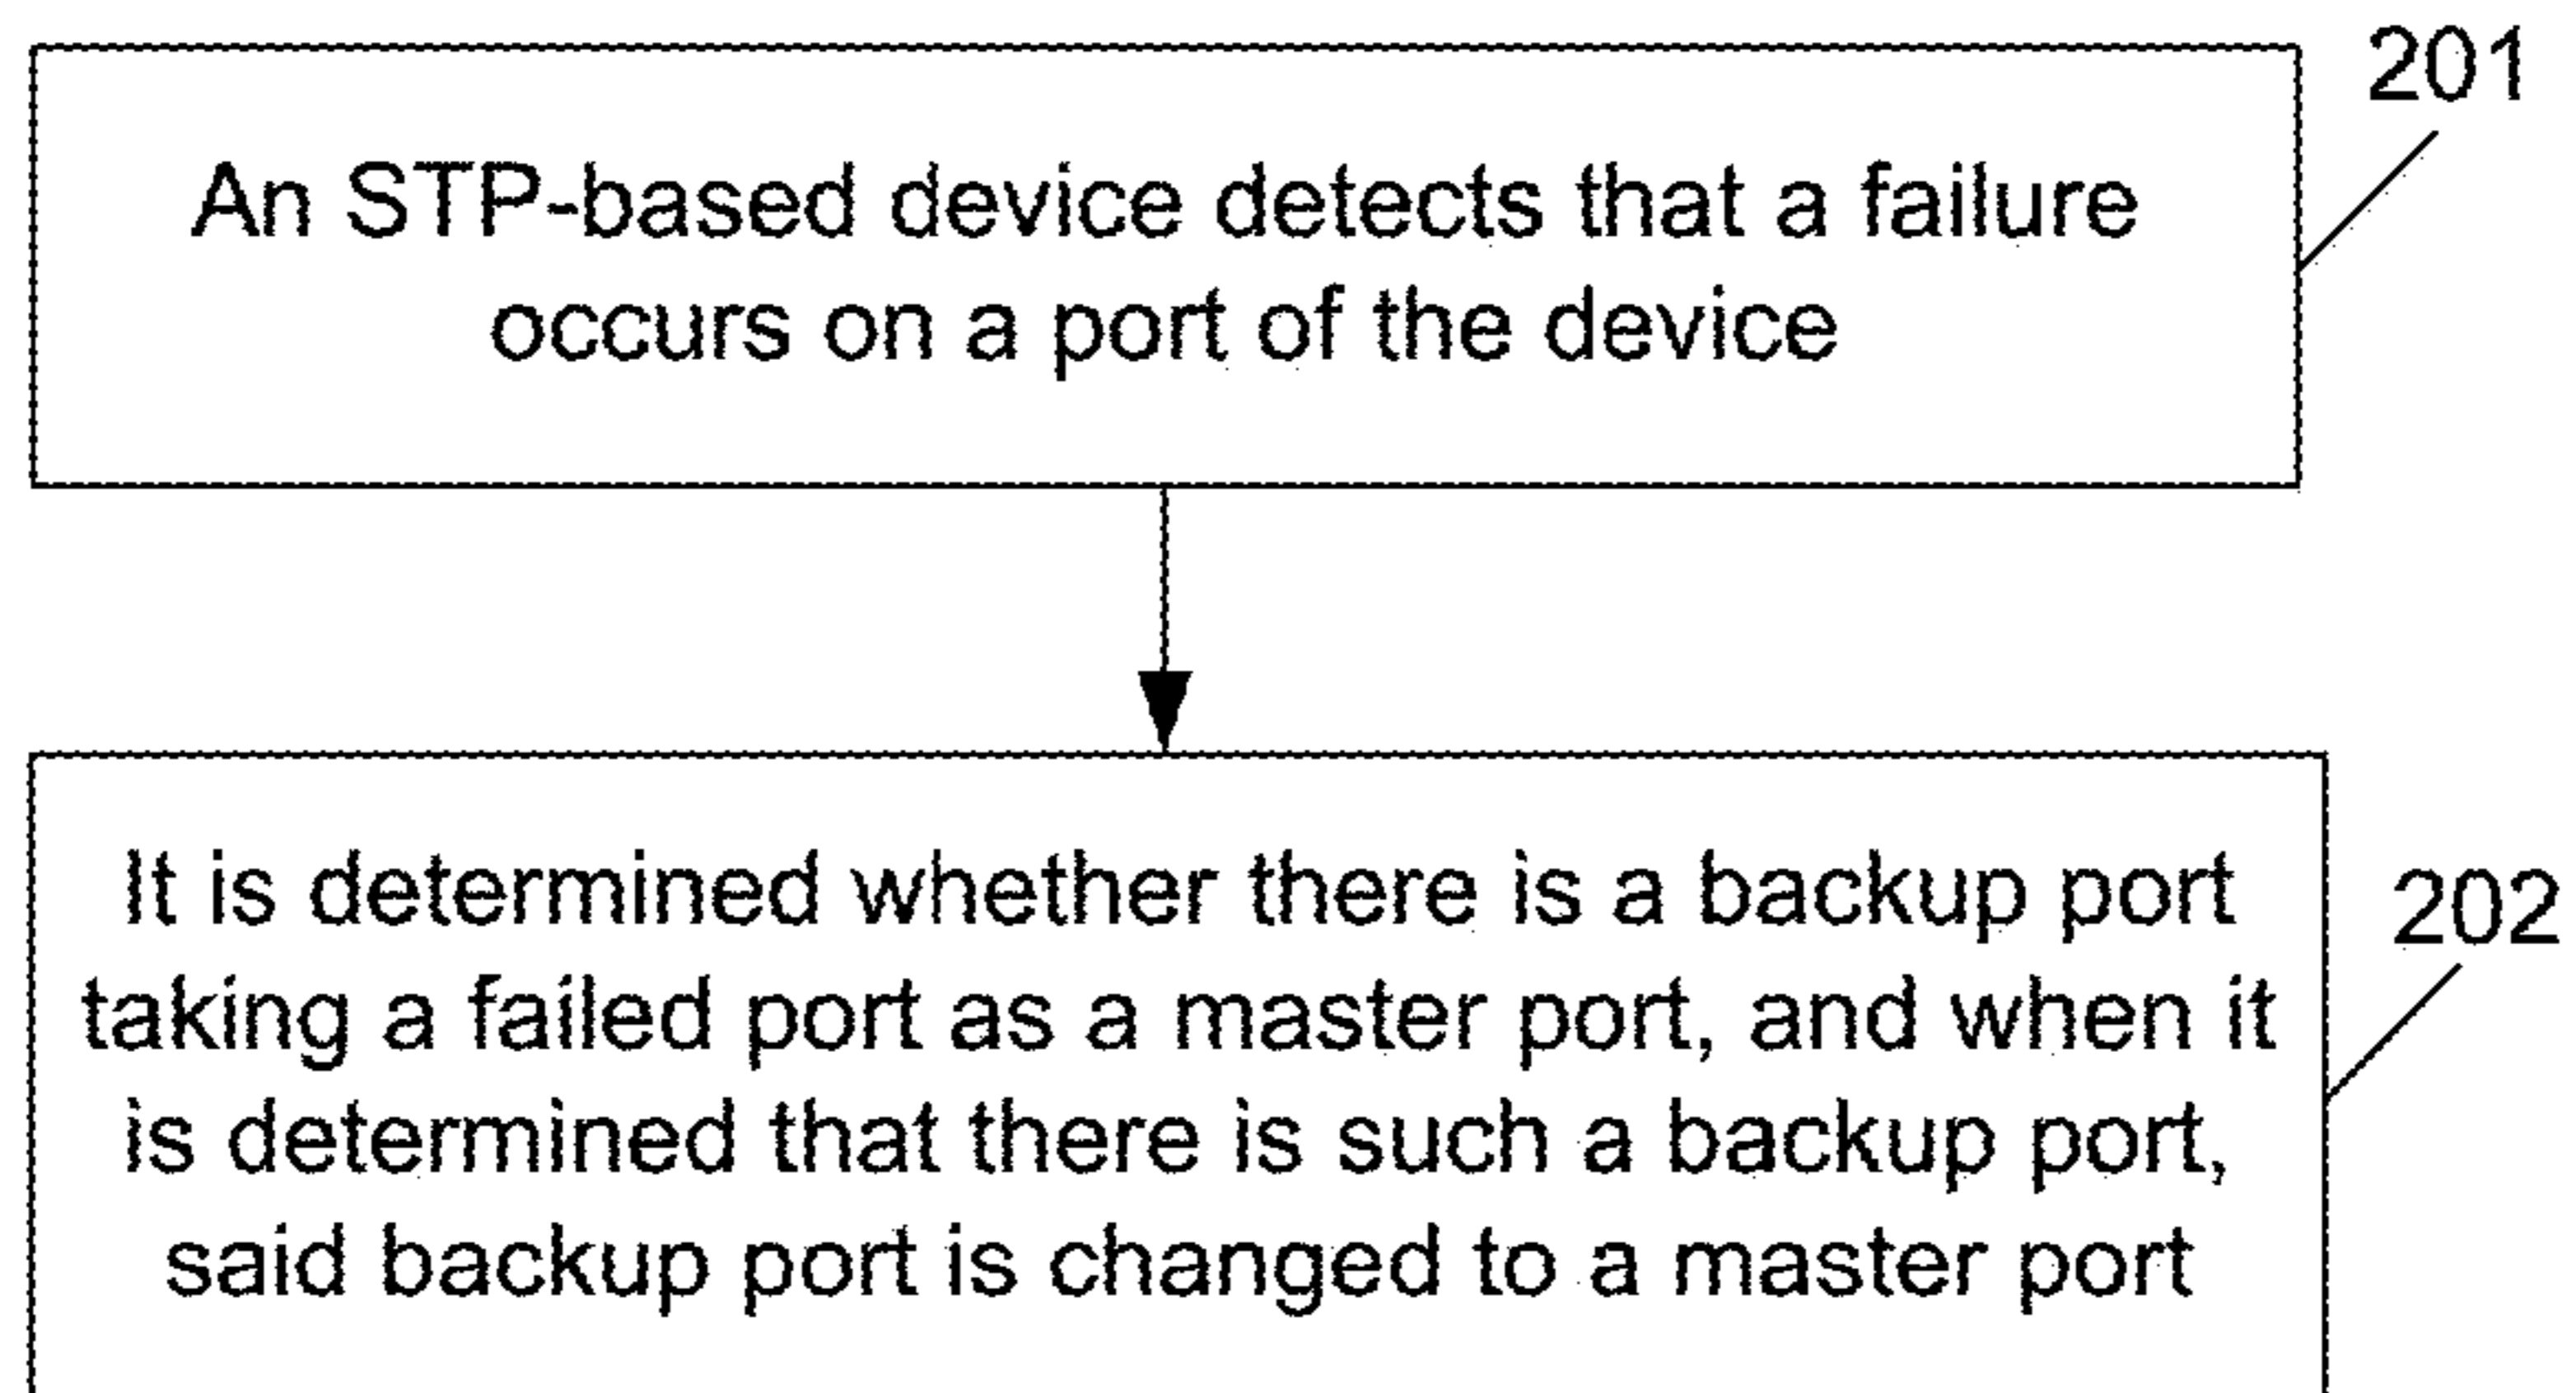 201
An STP-based device detects that a failure
occurs on a port of the device
It is determined whether there is a backup port
202
taking a failed port as a master port, and when it
is determined that there is such a backup port,
said backup port is changed to a master port